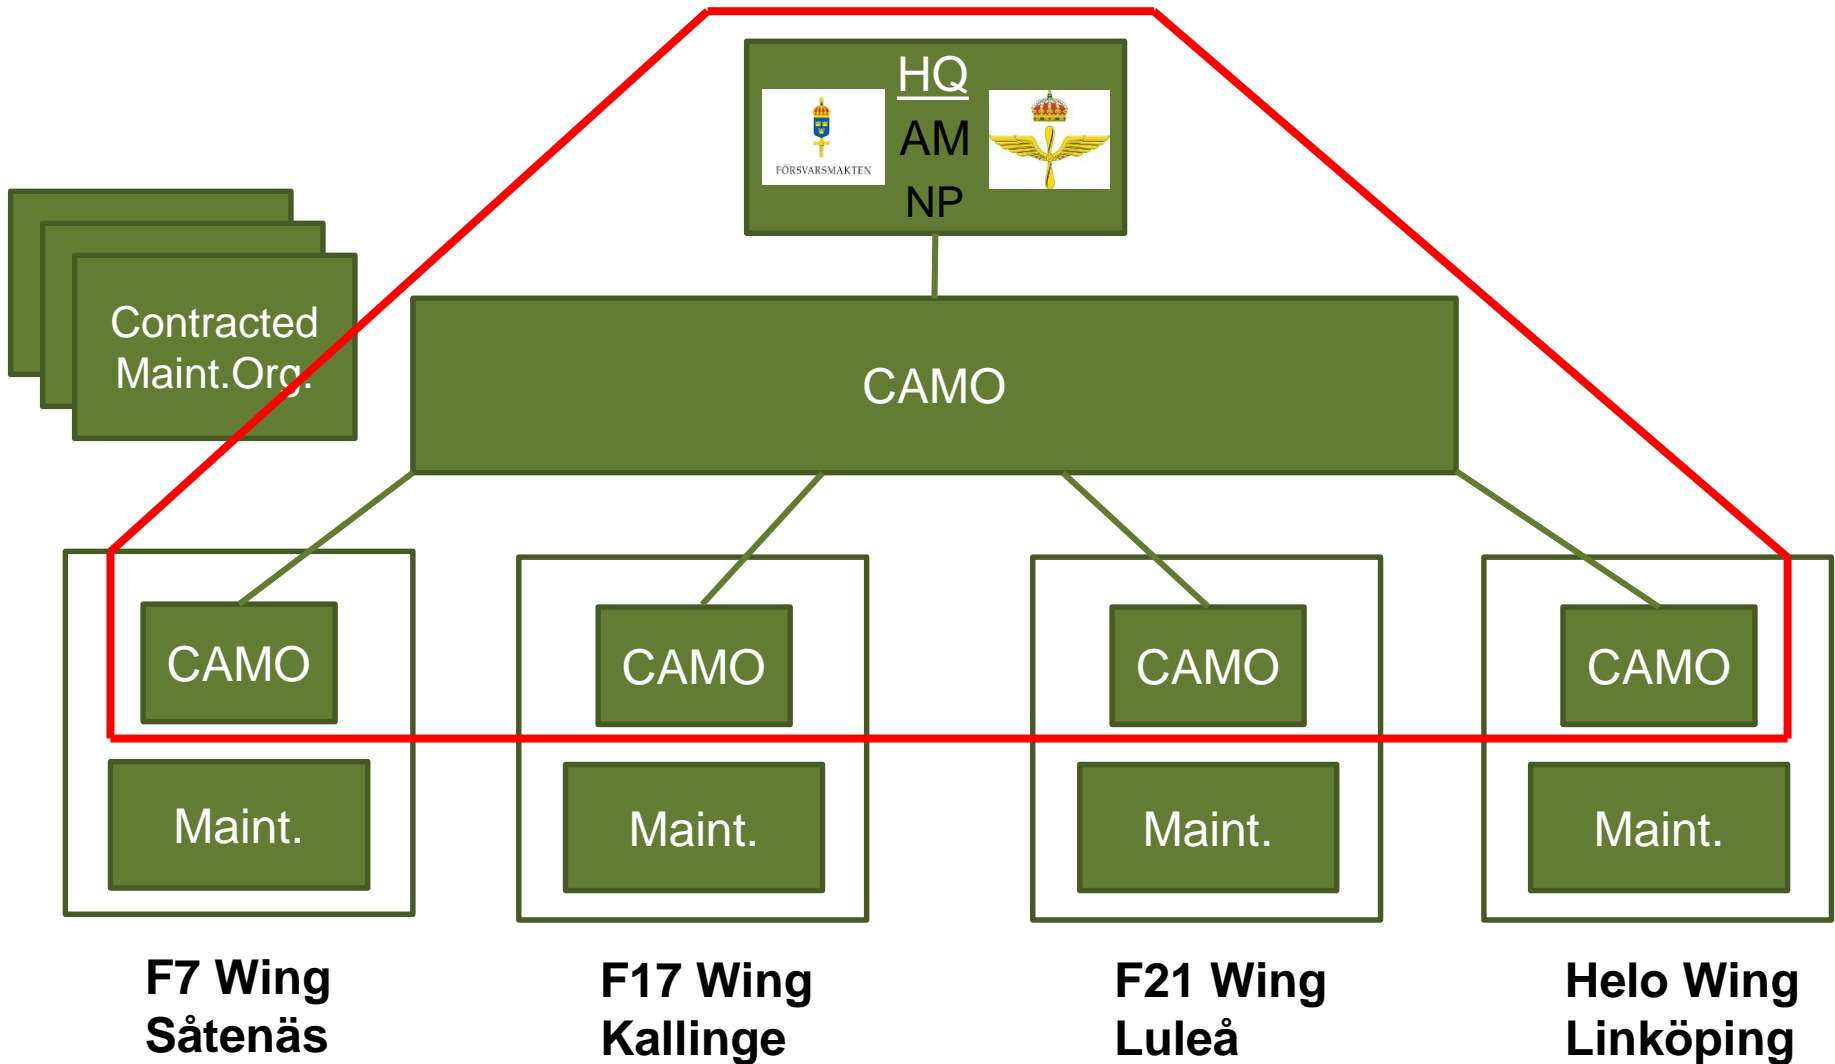 HQ
AM
NP
FÖRSVARSMAKTEN
Contracted
Maint.Org.
CAMO
CAMO
CAMO
CAMO
CAMO
Maint.
Maint.
Maint.
Maint.
F7 Wing
Såtenäs
F17 Wing
Kallinge
F21 Wing
Luleå
Helo Wing
Linköping